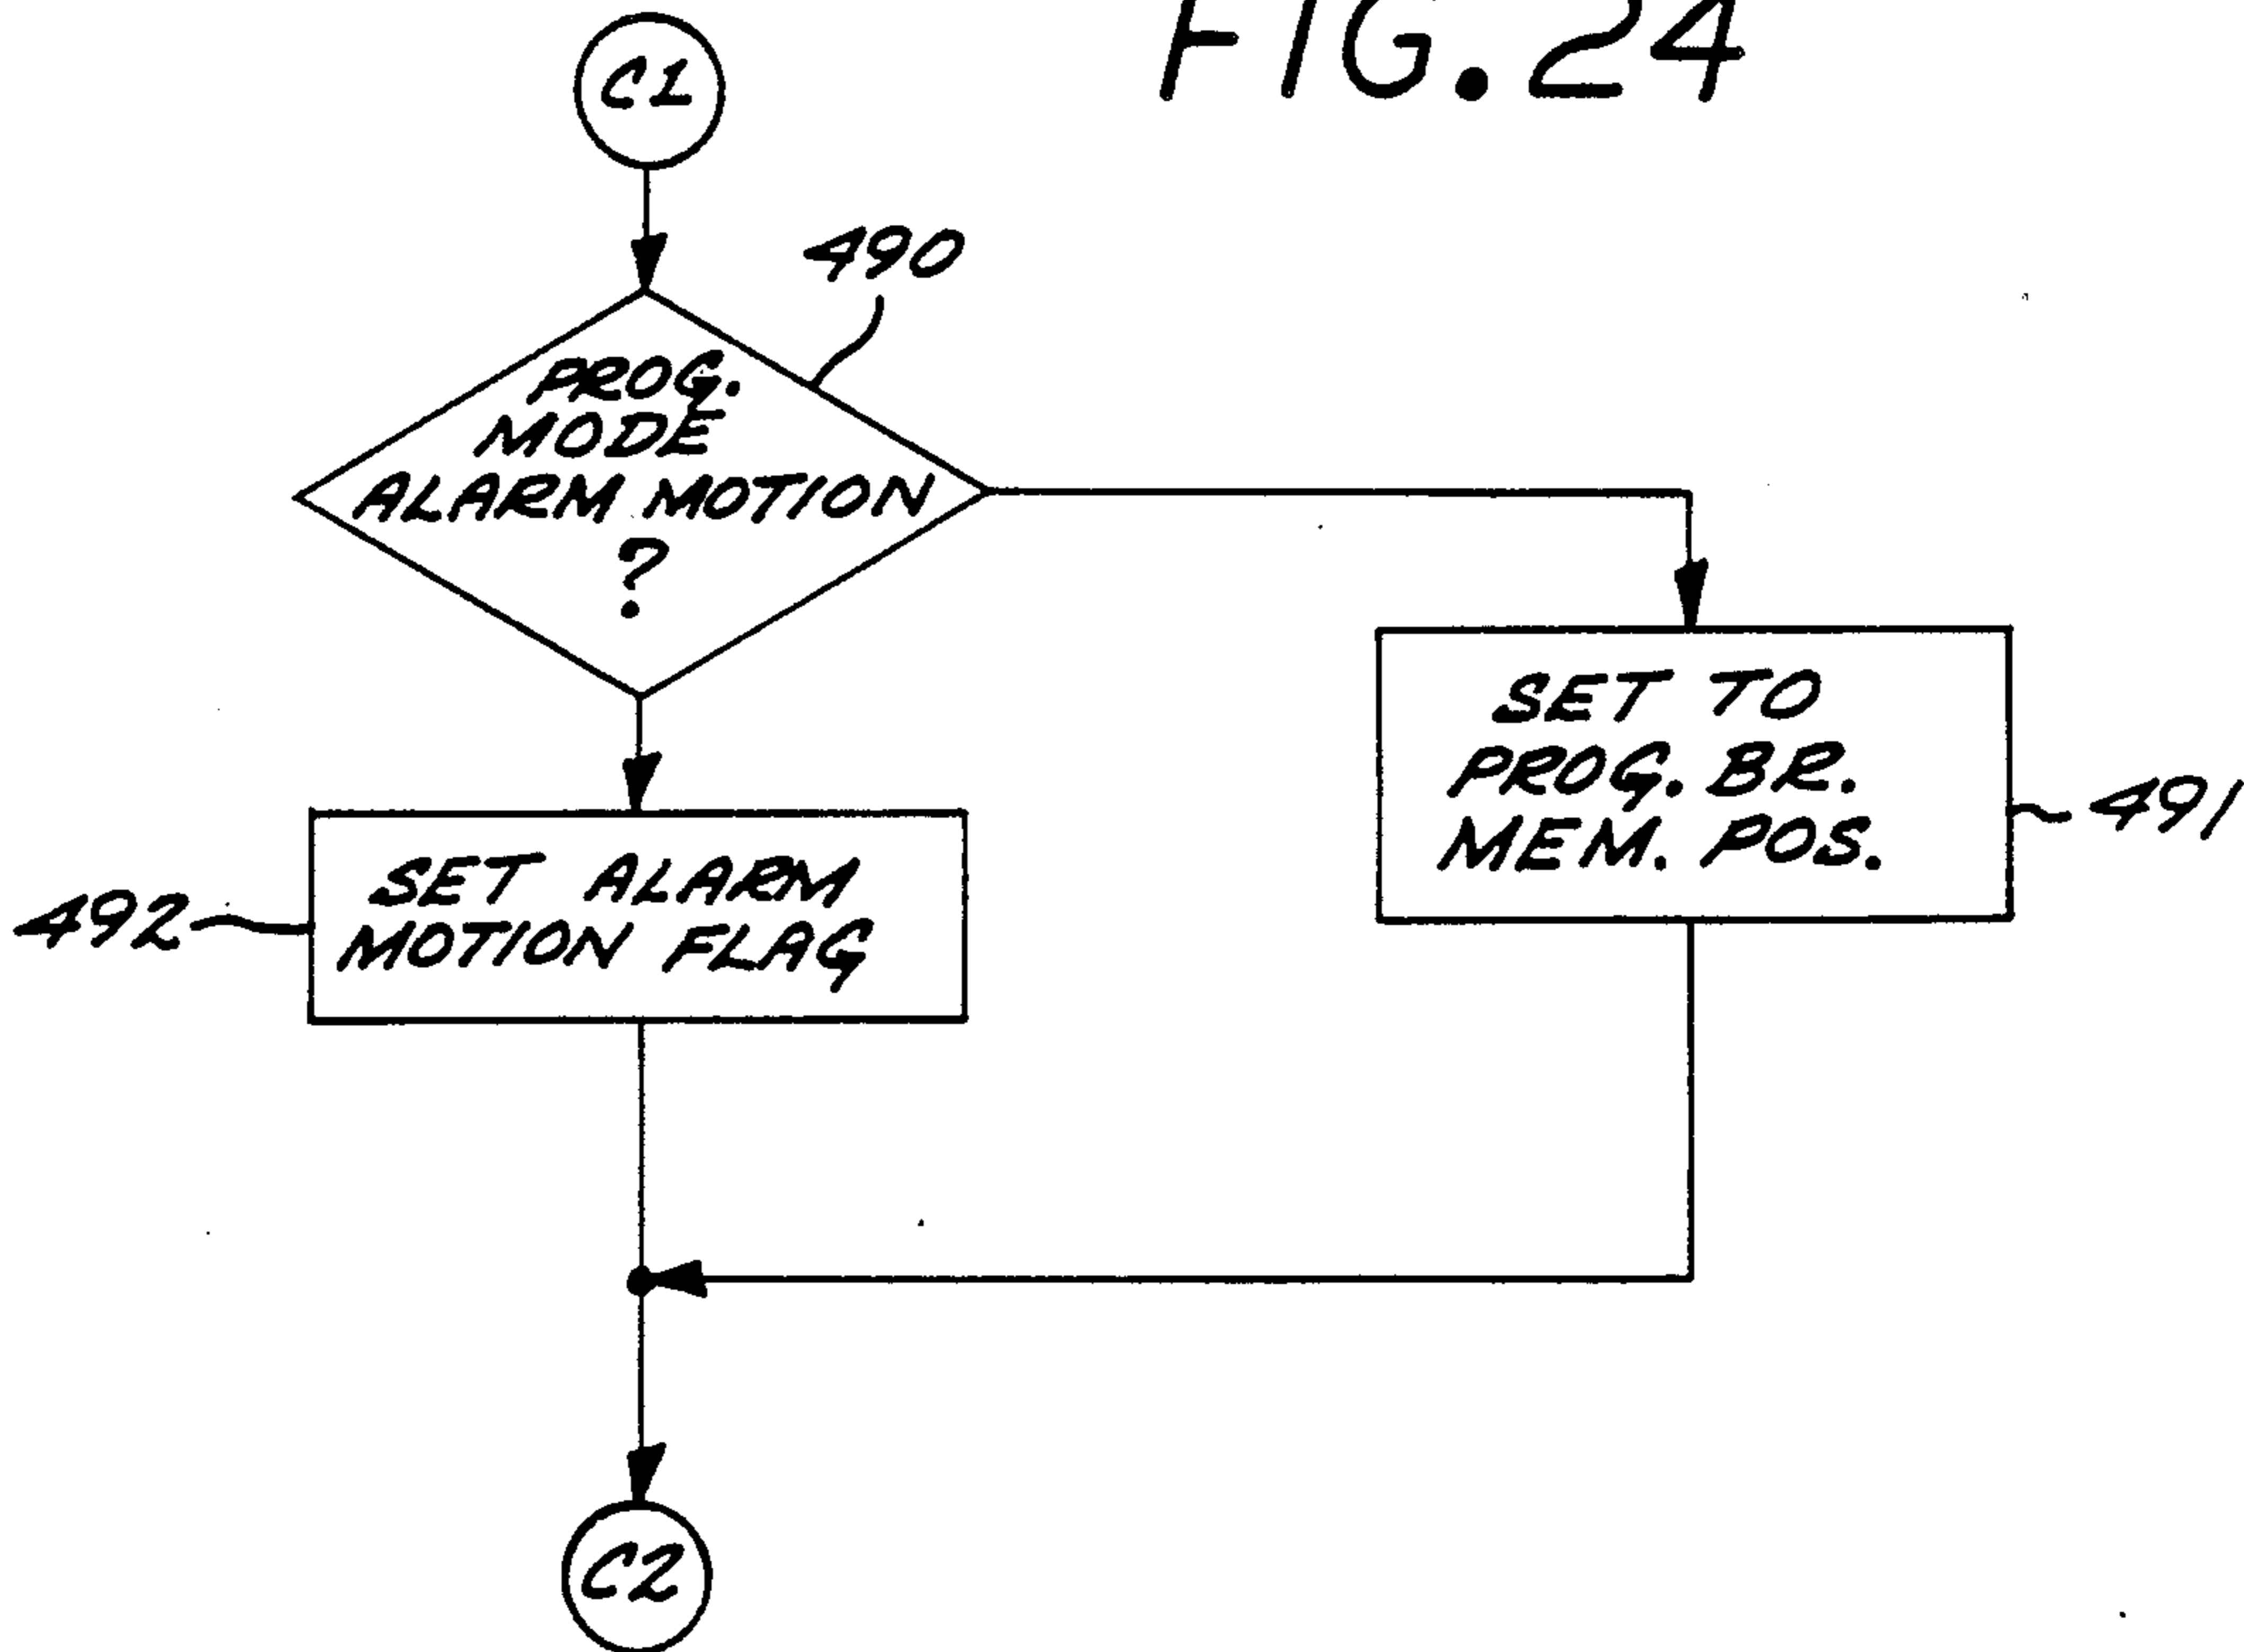 FIG. 24
C1
490
PROG.
MODE
ALARM MOTION
?
SET TO
PROG. BR.
MEM. POS.
491
SET ALARM
MOTION FLAG
492
C2